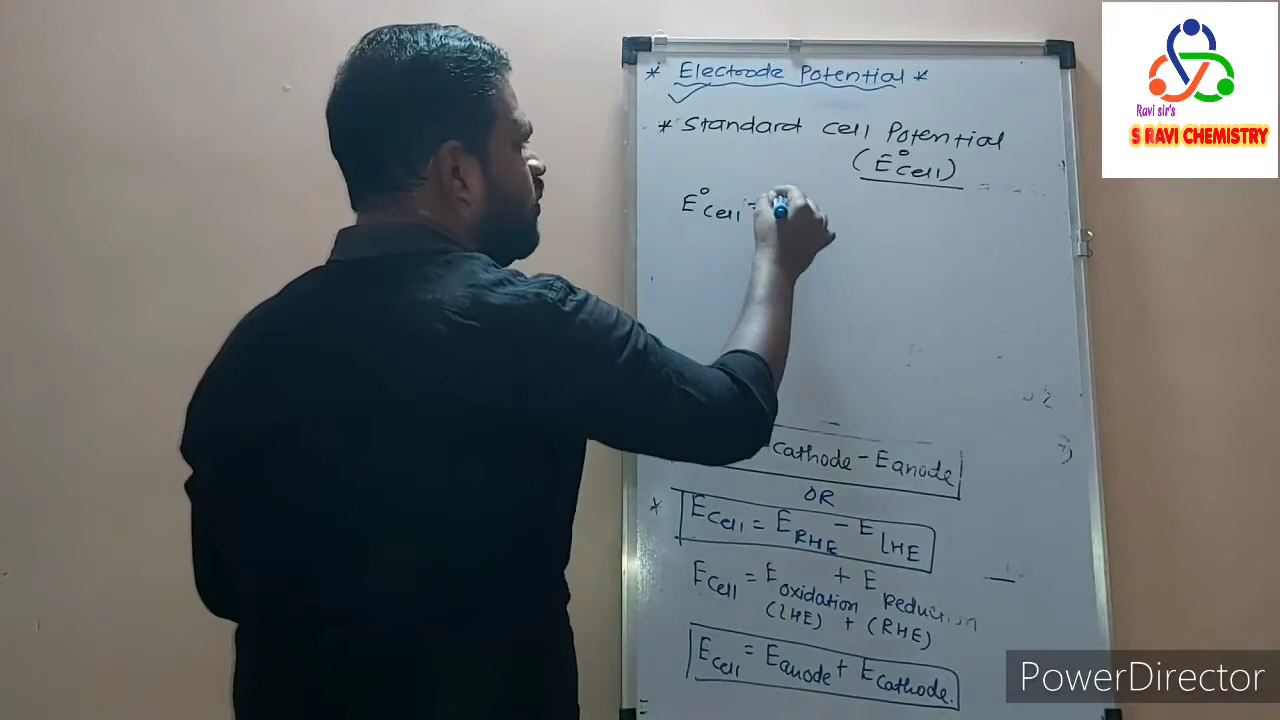 * Electrode Potential *
* Standard cell Potential
(E°cell)
E°cell =
cathode - Eanode
OR
* Ecell = ERHE - ELHE
Ecell = Eoxidation + EReduction
(LHE) + (RHE)
Ecell = Eanode + Ecathode.
Ravi sir's
S RAVI CHEMISTRY
PowerDirector